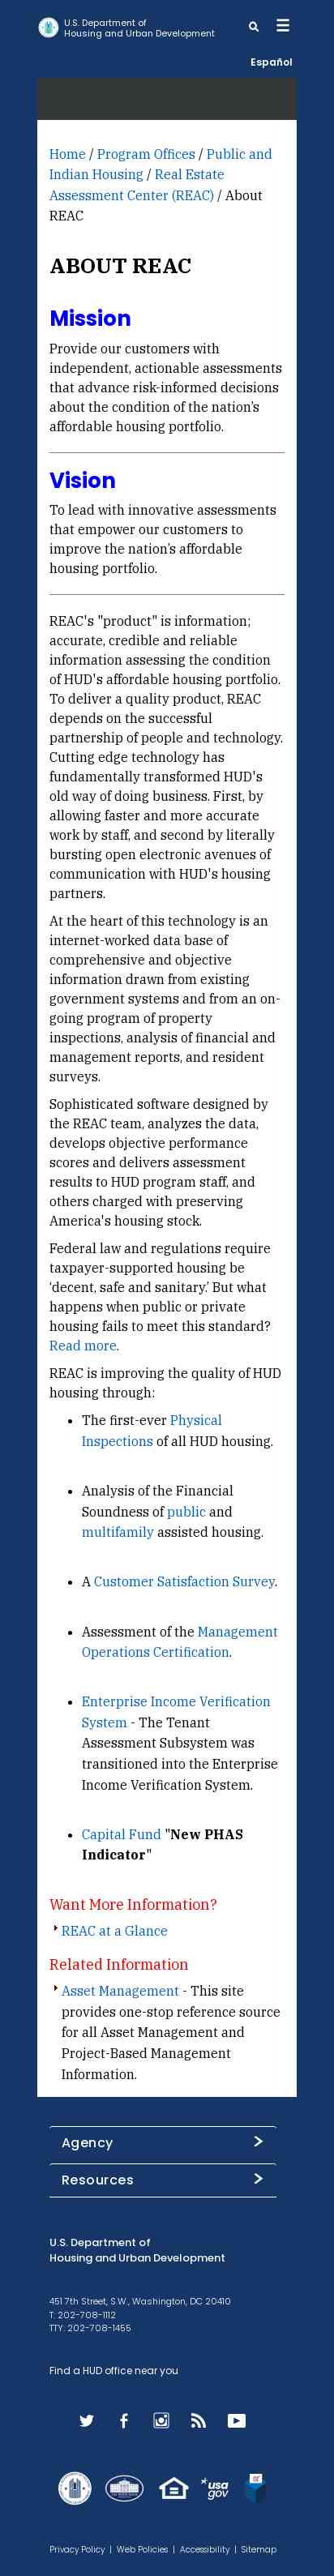 U.S. Department of
Housing and Urban Development
Español
Home / Program Offices / Public and
Indian Housing / Real Estate
Assessment Center (REAC) / About
REAC
ABOUT REAC
Mission
Provide our customers with
independent, actionable assessments
that advance risk-informed decisions
about the condition of the nation's
affordable housing portfolio.
Vision
To lead with innovative assessments
that empower our customers to
improve the nation's affordable
housing portfolio.
REAC's "product" is information;
accurate, credible and reliable
information assessing the condition
of HUD's affordable housing portfolio.
To deliver a quality product, REAC
depends on the successful
partnership of people and technology.
Cutting edge technology has
fundamentally transformed HUD's
old way of doing business. First, by
allowing faster and more accurate
work by staff, and second by literally
bursting open electronic avenues of
communication with HUD's housing
partners.
At the heart of this technology is an
internet-worked data base of
comprehensive and objective
information drawn from existing
government systems and from an on-
going program of property
inspections, analysis of financial and
management reports, and resident
surveys.
Sophisticated software designed by
the REAC team, analyzes the data,
develops objective performance
scores and delivers assessment
results to HUD program staff, and
others charged with preserving
America's housing stock.
Federal law and regulations require
taxpayer-supported housing be
‘decent, safe and sanitary.’ But what
happens when public or private
housing fails to meet this standard?
Read more.
REAC is improving the quality of HUD
housing through:
• The first-ever Physical
Inspections of all HUD housing.
• Analysis of the Financial
Soundness of public and
multifamily assisted housing.
• A Customer Satisfaction Survey.
• Assessment of the Management
Operations Certification.
• Enterprise Income Verification
System - The Tenant
Assessment Subsystem was
transitioned into the Enterprise
Income Verification System.
• Capital Fund "New PHAS
Indicator"
Want More Information?
REAC at a Glance
Related Information
Asset Management - This site
provides one-stop reference source
for all Asset Management and
Project-Based Management
Information.
Agency
Resources
U.S. Department of
Housing and Urban Development
451 7th Street, S.W., Washington, DC 20410
T: 202-708-1112
TTY: 202-708-1455
Find a HUD office near you
usa
gov
Privacy Policy | Web Policies | Accessibility | Sitemap